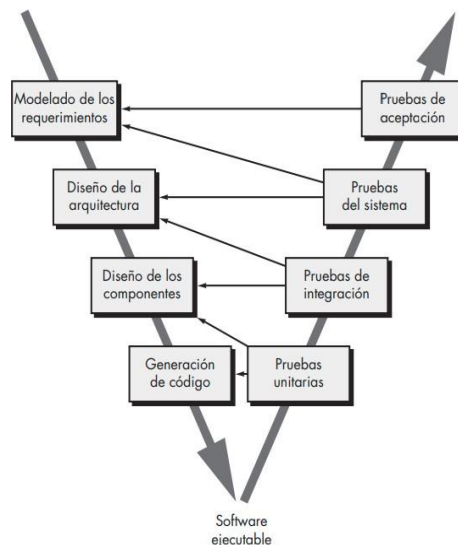 Modelado de los
requerimientos
Pruebas de
aceptación
Diseño de la
arquitectura
Pruebas
del sistema
Diseño de los
componentes
Pruebas de
integración
Generación
de código
Pruebas
unitarias
Software
ejecutable